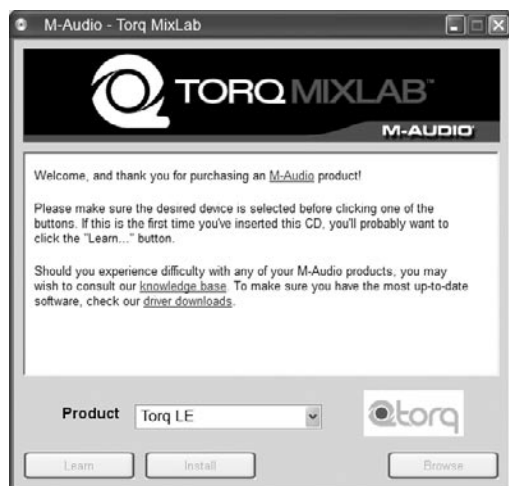 M-Audio - Torq MixLab
TORQ MIXLAB™
M-AUDIO
Welcome, and thank you for purchasing an M-Audio product!
Please make sure the desired device is selected before clicking one of the
buttons. If this is the first time you've inserted this CD, you'll probably want to
click the "Learn..." button.
Should you experience difficulty with any of your M-Audio products, you may
wish to consult our knowledge base. To make sure you have the most up-to-date
software, check our driver downloads.
Product Torq LE
torq
Learn Install Browse